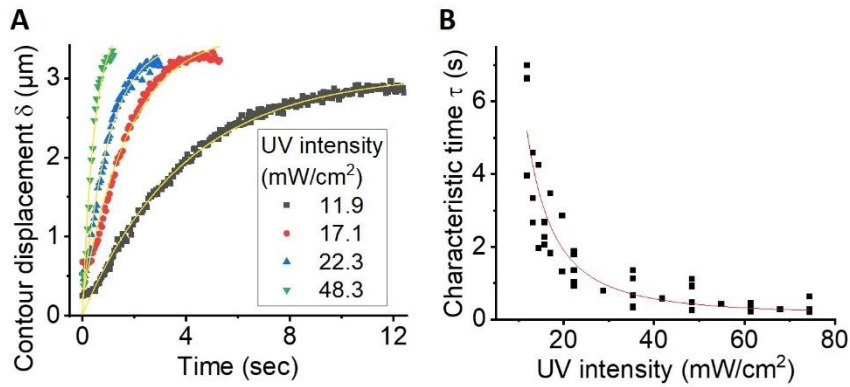 A
Contour displacement δ (μm)
3
2
1
0
0
4
8
12
Time (sec)
UV intensity
(mW/cm²)
11.9
17.1
22.3
48.3
B
Characteristic time τ (s)
6
4
2
0
20
40
60
80
UV intensity (mW/cm²)